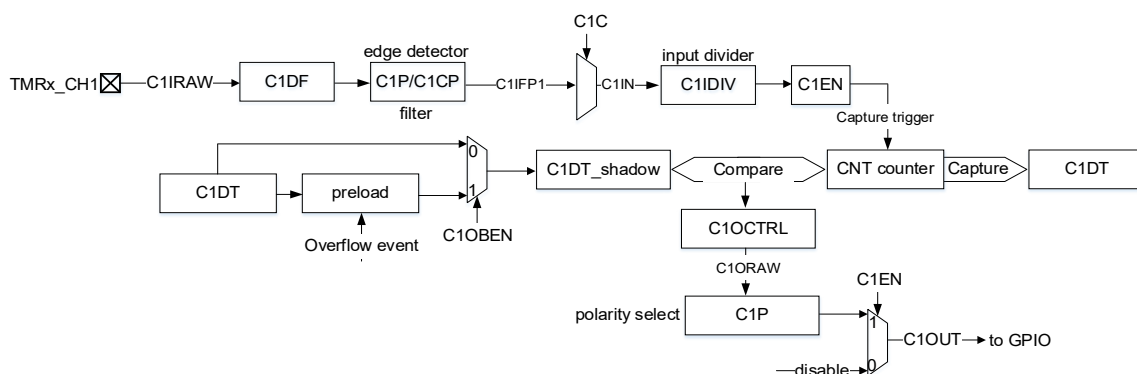 C1C
edge detector
input divider
TMRx_CH1 C1IRAW C1DF C1P/C1CP C1IFP1 C1IN C1IDIV C1EN
filter
Capture trigger
0
C1DT_shadow Compare CNT counter Capture C1DT
C1DT preload 1
C1OBEN
Overflow event
C1OCTRL
C1ORAW
C1EN
polarity select C1P 1
C1OUT to GPIO
disable 0